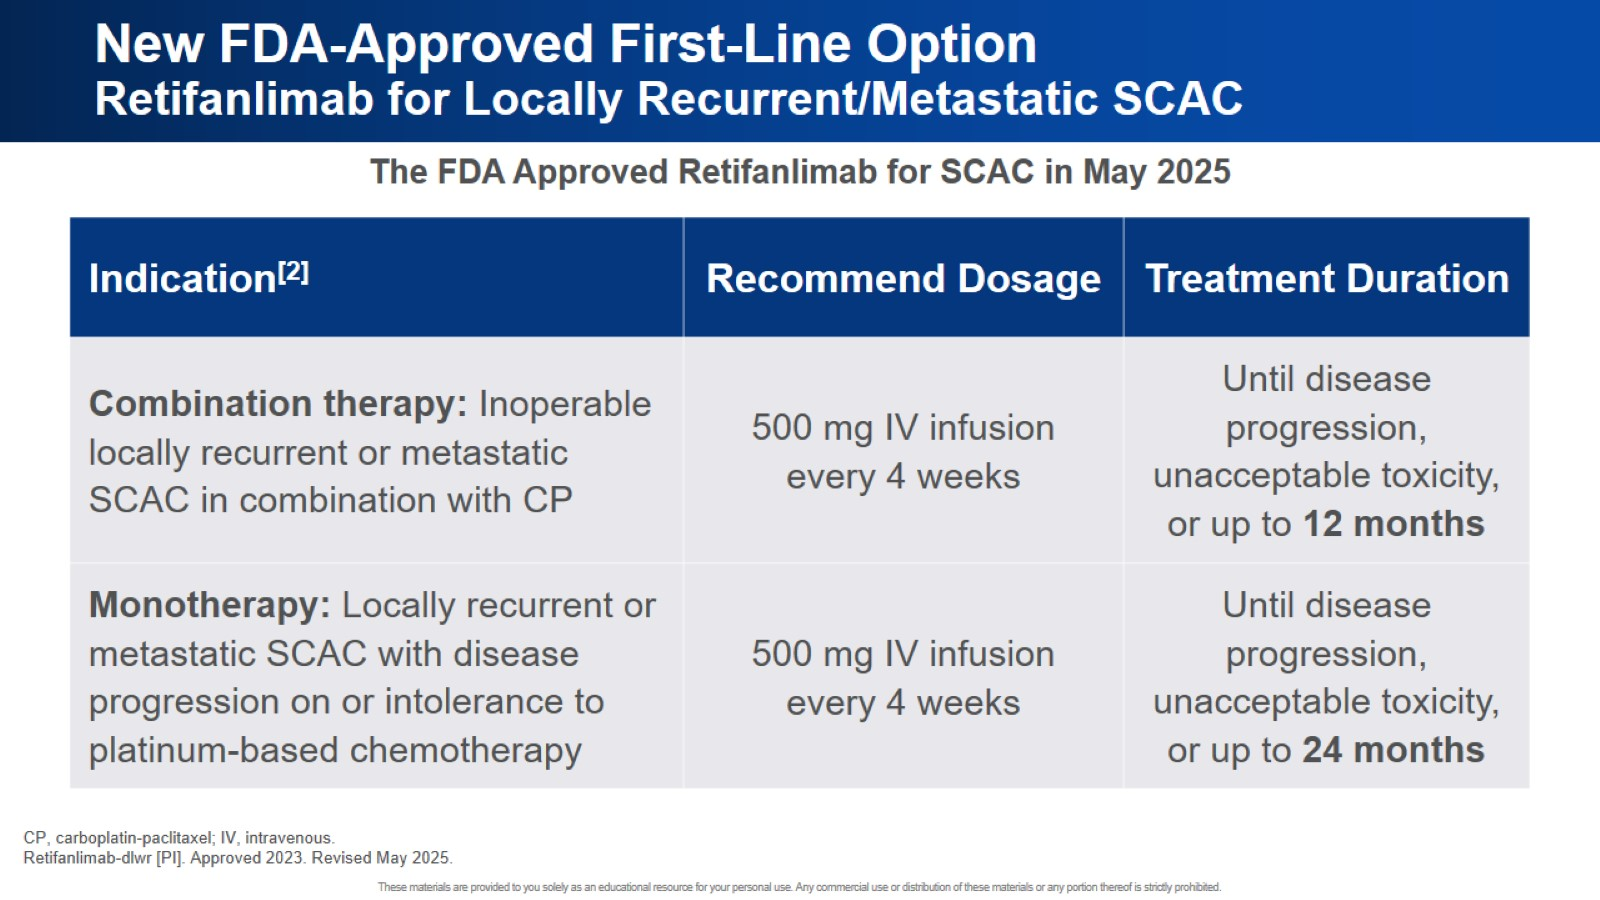 New FDA-Approved First-Line Option
Retifanlimab for Locally Recurrent/Metastatic SCAC
The FDA Approved Retifanlimab for SCAC in May 2025
Indication[2]
Recommend Dosage
Treatment Duration
Combination therapy: Inoperable
locally recurrent or metastatic
SCAC in combination with CP
500 mg IV infusion
every 4 weeks
Until disease
progression,
unacceptable toxicity,
or up to 12 months
Monotherapy: Locally recurrent or
metastatic SCAC with disease
progression on or intolerance to
platinum-based chemotherapy
500 mg IV infusion
every 4 weeks
Until disease
progression,
unacceptable toxicity,
or up to 24 months
CP, carboplatin-paclitaxel; IV, intravenous.
Retifanlimab-dlwr [PI]. Approved 2023. Revised May 2025.
These materials are provided to you solely as an educational resource for your personal use. Any commercial use or distribution of these materials or any portion thereof is strictly prohibited.